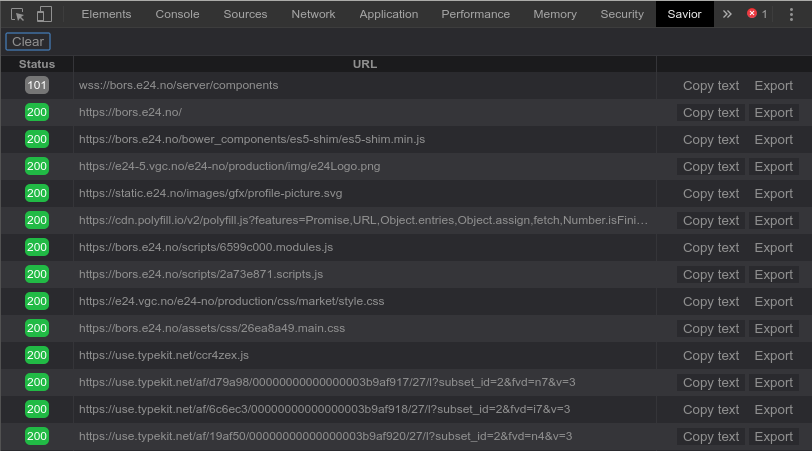 Elements Console Sources Network Application Performance Memory Security Savior » 1
Clear
Status URL
101 wss://bors.e24.no/server/components Copy text Export
200 https://bors.e24.no/ Copy text Export
200 https://bors.e24.no/bower_components/es5-shim/es5-shim.min.js Copy text Export
200 https://e24-5.vgc.no/e24-no/production/img/e24Logo.png Copy text Export
200 https://static.e24.no/images/gfx/profile-picture.svg Copy text Export
200 https://cdn.polyfill.io/v2/polyfill.js?features=Promise,URL,Object.entries,Object.assign,fetch,Number.isFini... Copy text Export
200 https://bors.e24.no/scripts/6599c000.modules.js Copy text Export
200 https://bors.e24.no/scripts/2a73e871.scripts.js Copy text Export
200 https://e24.vgc.no/e24-no/production/css/market/style.css Copy text Export
200 https://bors.e24.no/assets/css/26ea8a49.main.css Copy text Export
200 https://use.typekit.net/ccr4zex.js Copy text Export
200 https://use.typekit.net/af/d79a98/00000000000000003b9af917/27/l?subset_id=2&fvd=n7&v=3 Copy text Export
200 https://use.typekit.net/af/6c6ec3/00000000000000003b9af918/27/l?subset_id=2&fvd=i7&v=3 Copy text Export
200 https://use.typekit.net/af/19af50/00000000000000003b9af920/27/l?subset_id=2&fvd=n4&v=3 Copy text Export